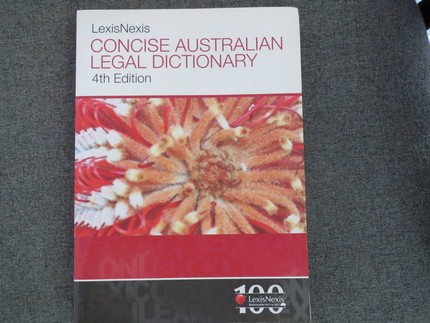 LexisNexis
CONCISE AUSTRALIAN
LEGAL DICTIONARY
4th Edition
100
LexisNexis